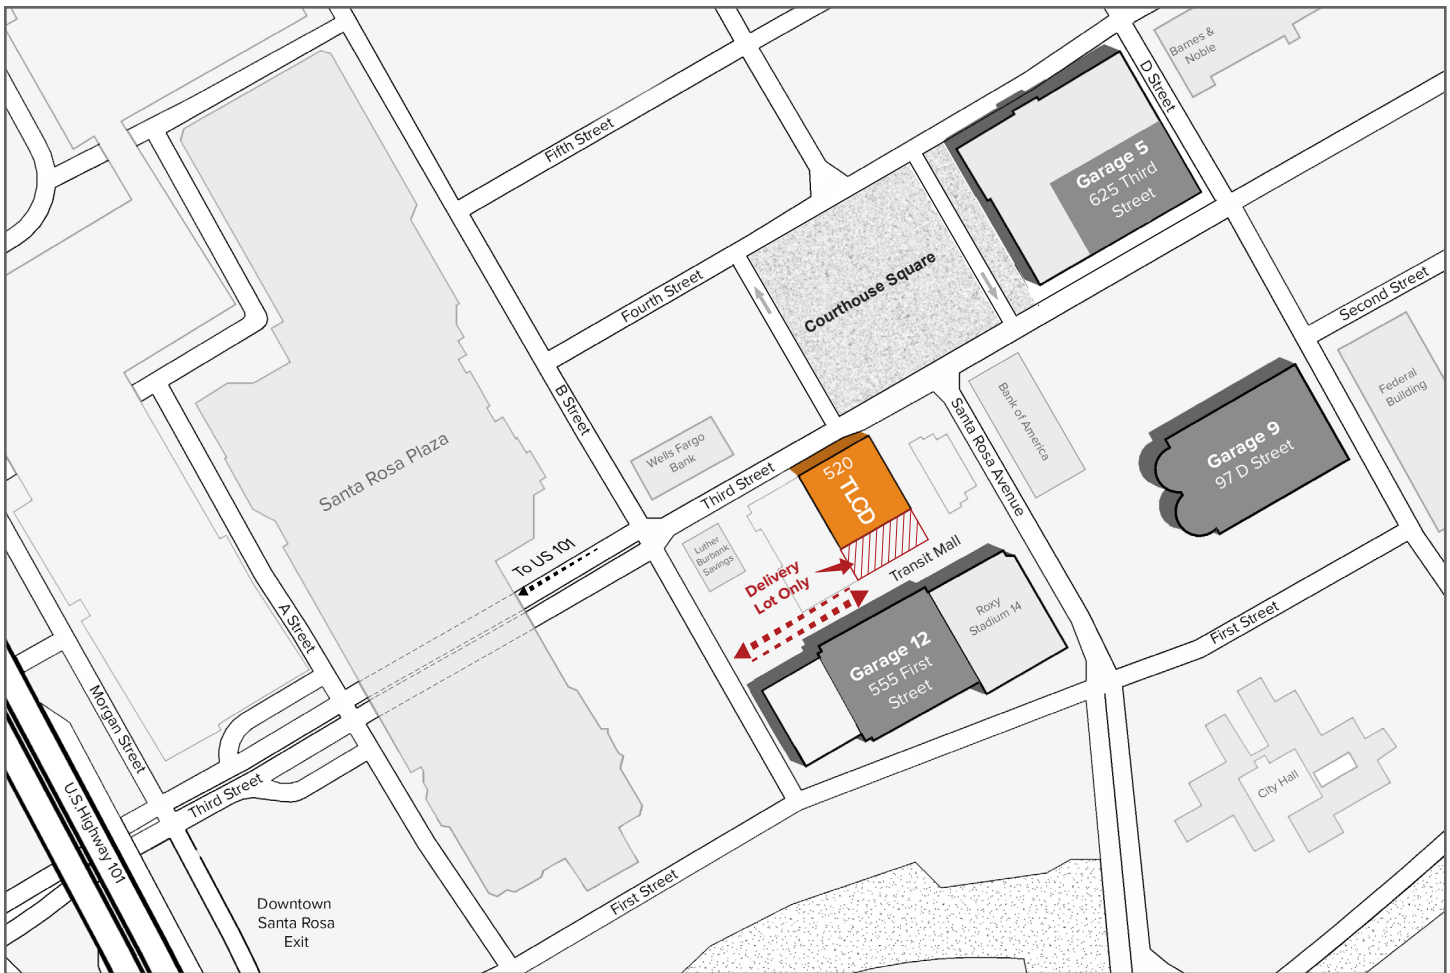 Barnes &
Noble
D Street
Fifth Street
Garage 5
625 Third
Street
Courthouse Square
Fourth Street
Second Street
Federal
Building
B Street
Bank of America
Santa Rosa Avenue
Garage 9
97 D Street
Santa Rosa Plaza
Wells Fargo
Bank
Third Street
520
TLCD
Luther
Burbank
Savings
To US 101
Delivery
Lot Only
Transit Mall
Roxy
Stadium 14
Garage 12
555 First
Street
First Street
A Street
Morgan Street
Third Street
U.S.Highway 101
City Hall
First Street
Downtown
Santa Rosa
Exit